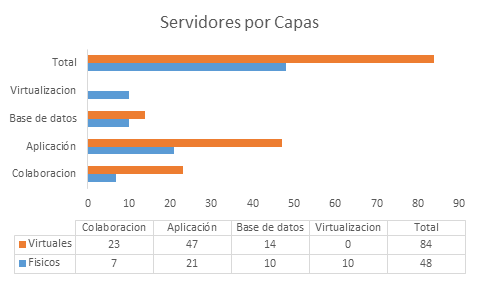 Servidores por Capas
Total
Virtualizacion
Base de datos
Aplicación
Colaboracion
0 10 20 30 40 50 60 70 80 90
Colaboracion Aplicación Base de datos Virtualizacion Total
Virtuales 23 47 14 0 84
Fisicos 7 21 10 10 48